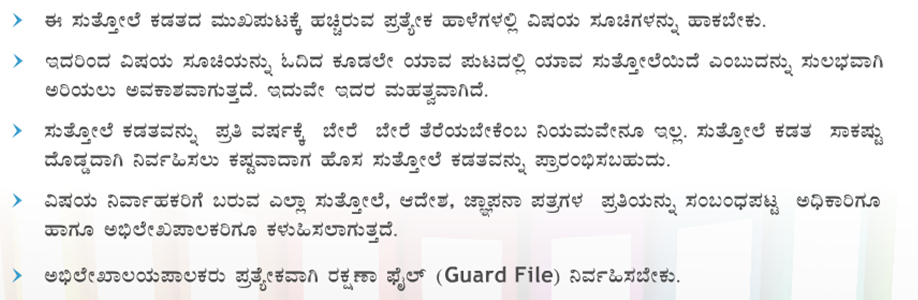 ಈ ಸುತ್ತೋಲೆ ಕಡತದ ಮುಖಪುಟಕ್ಕೆ ಹಚ್ಚಿರುವ ಪ್ರತ್ಯೇಕ ಹಾಳೆಗಳಲ್ಲಿ ವಿಷಯ ಸೂಚಿಗಳನ್ನು ಹಾಕಬೇಕು.
ಇದರಿಂದ ವಿಷಯ ಸೂಚಿಯನ್ನು ಓದಿದ ಕೂಡಲೇ ಯಾವ ಪುಟದಲ್ಲಿ ಯಾವ ಸುತ್ತೋಲೆಯಿದೆ ಎಂಬುದನ್ನು ಸುಲಭವಾಗಿ
ಅರಿಯಲು ಅವಕಾಶವಾಗುತ್ತದೆ. ಇದುವೇ ಇದರ ಮಹತ್ವವಾಗಿದೆ.
ಸುತ್ತೋಲೆ ಕಡತವನ್ನು ಪ್ರತಿ ವರ್ಷಕ್ಕೆ ಬೇರೆ ಬೇರೆ ತೆರೆಯಬೇಕೆಂಬ ನಿಯಮವೇನೂ ಇಲ್ಲ. ಸುತ್ತೋಲೆ ಕಡತ ಸಾಕಷ್ಟು
ದೊಡ್ಡದಾಗಿ ನಿರ್ವಹಿಸಲು ಕಷ್ಟವಾದಾಗ ಹೊಸ ಸುತ್ತೋಲೆ ಕಡತವನ್ನು ಪ್ರಾರಂಭಿಸಬಹುದು.
ವಿಷಯ ನಿರ್ವಾಹಕರಿಗೆ ಬರುವ ಎಲ್ಲಾ ಸುತ್ತೋಲೆ, ಆದೇಶ, ಜ್ಞಾಪನಾ ಪತ್ರಗಳ ಪ್ರತಿಯನ್ನು ಸಂಬಂಧಪಟ್ಟ ಅಧಿಕಾರಿಗೂ
ಹಾಗೂ ಅಭಿಲೇಖಪಾಲಕರಿಗೂ ಕಳುಹಿಸಲಾಗುತ್ತದೆ.
ಅಭಿಲೇಖಾಲಯಪಾಲಕರು ಪ್ರತ್ಯೇಕವಾಗಿ ರಕ್ಷಣಾ ಫೈಲ್ (Guard File) ನಿರ್ವಹಿಸಬೇಕು.